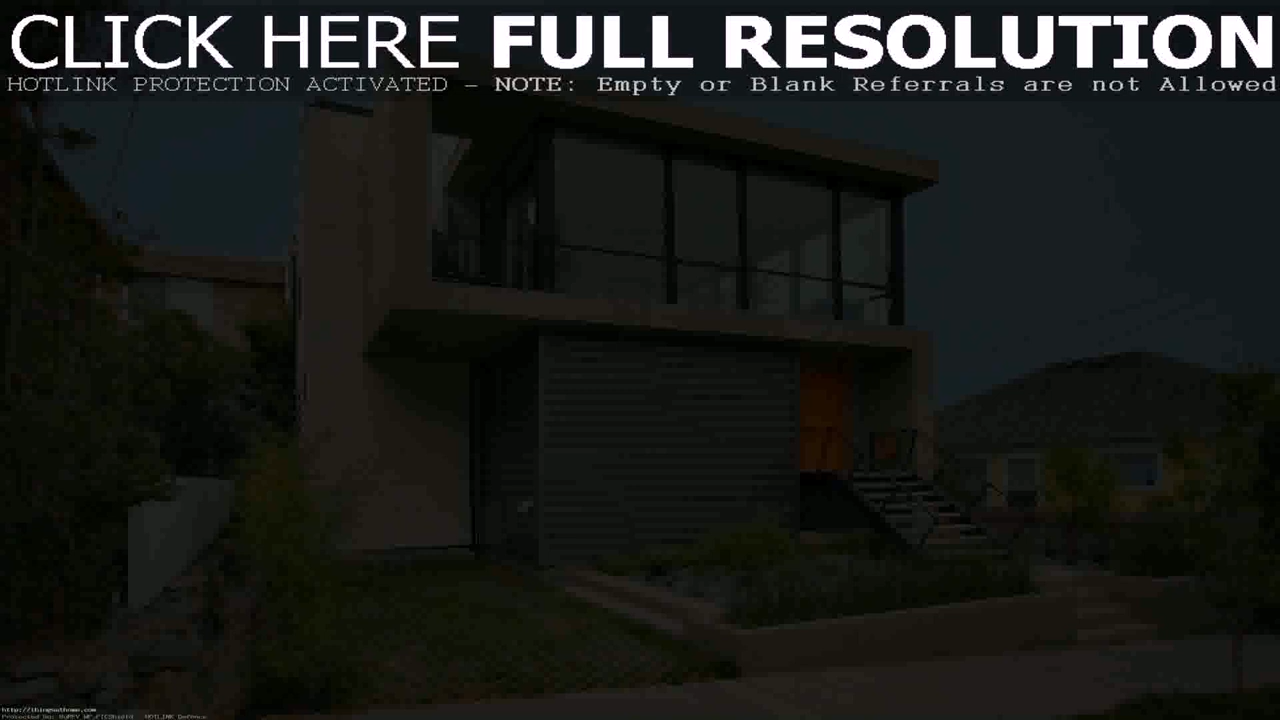 CLICK HERE FULL RESOLUTION
HOTLINK PROTECTION ACTIVATED – NOTE: Empty or Blank Referrals are not Allowed